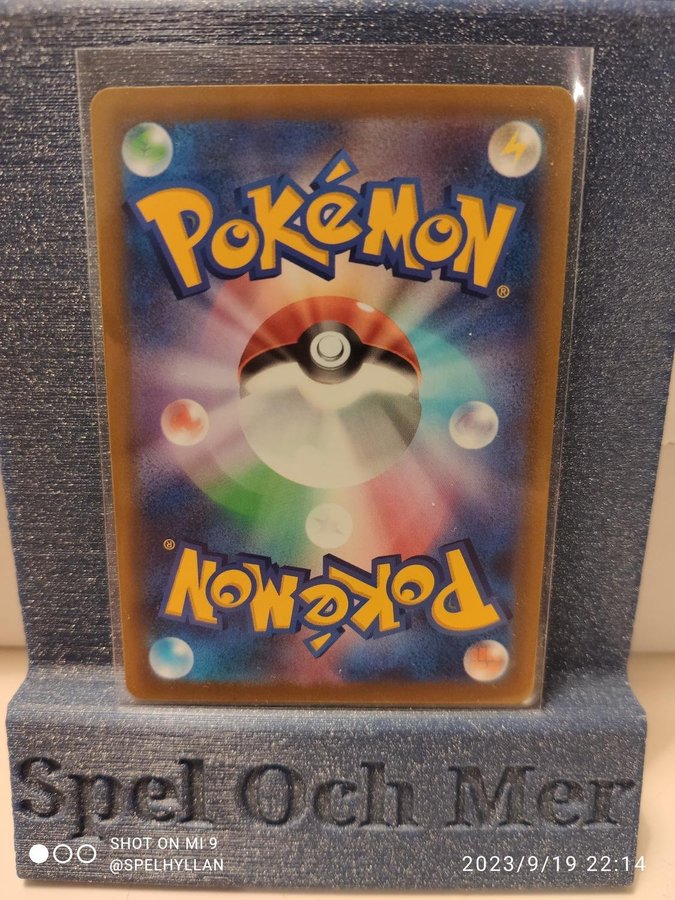 POKéMON
®
®
POKéMON
Spel Och Mer
SHOT ON MI 9
@SPELHYLLAN
2023/9/19 22:14